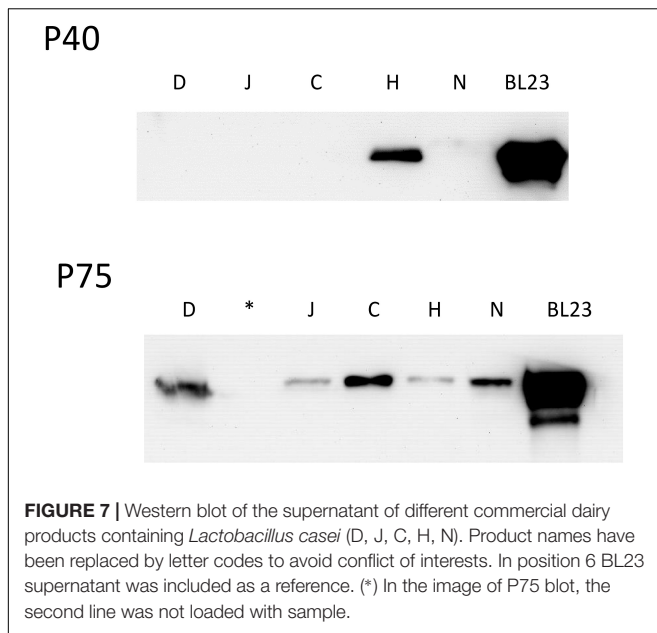 P40
D J C H N BL23
P75
D * J C H N BL23
FIGURE 7 | Western blot of the supernatant of different commercial dairy
products containing Lactobacillus casei (D, J, C, H, N). Product names have
been replaced by letter codes to avoid conflict of interests. In position 6 BL23
supernatant was included as a reference. (*) In the image of P75 blot, the
second line was not loaded with sample.